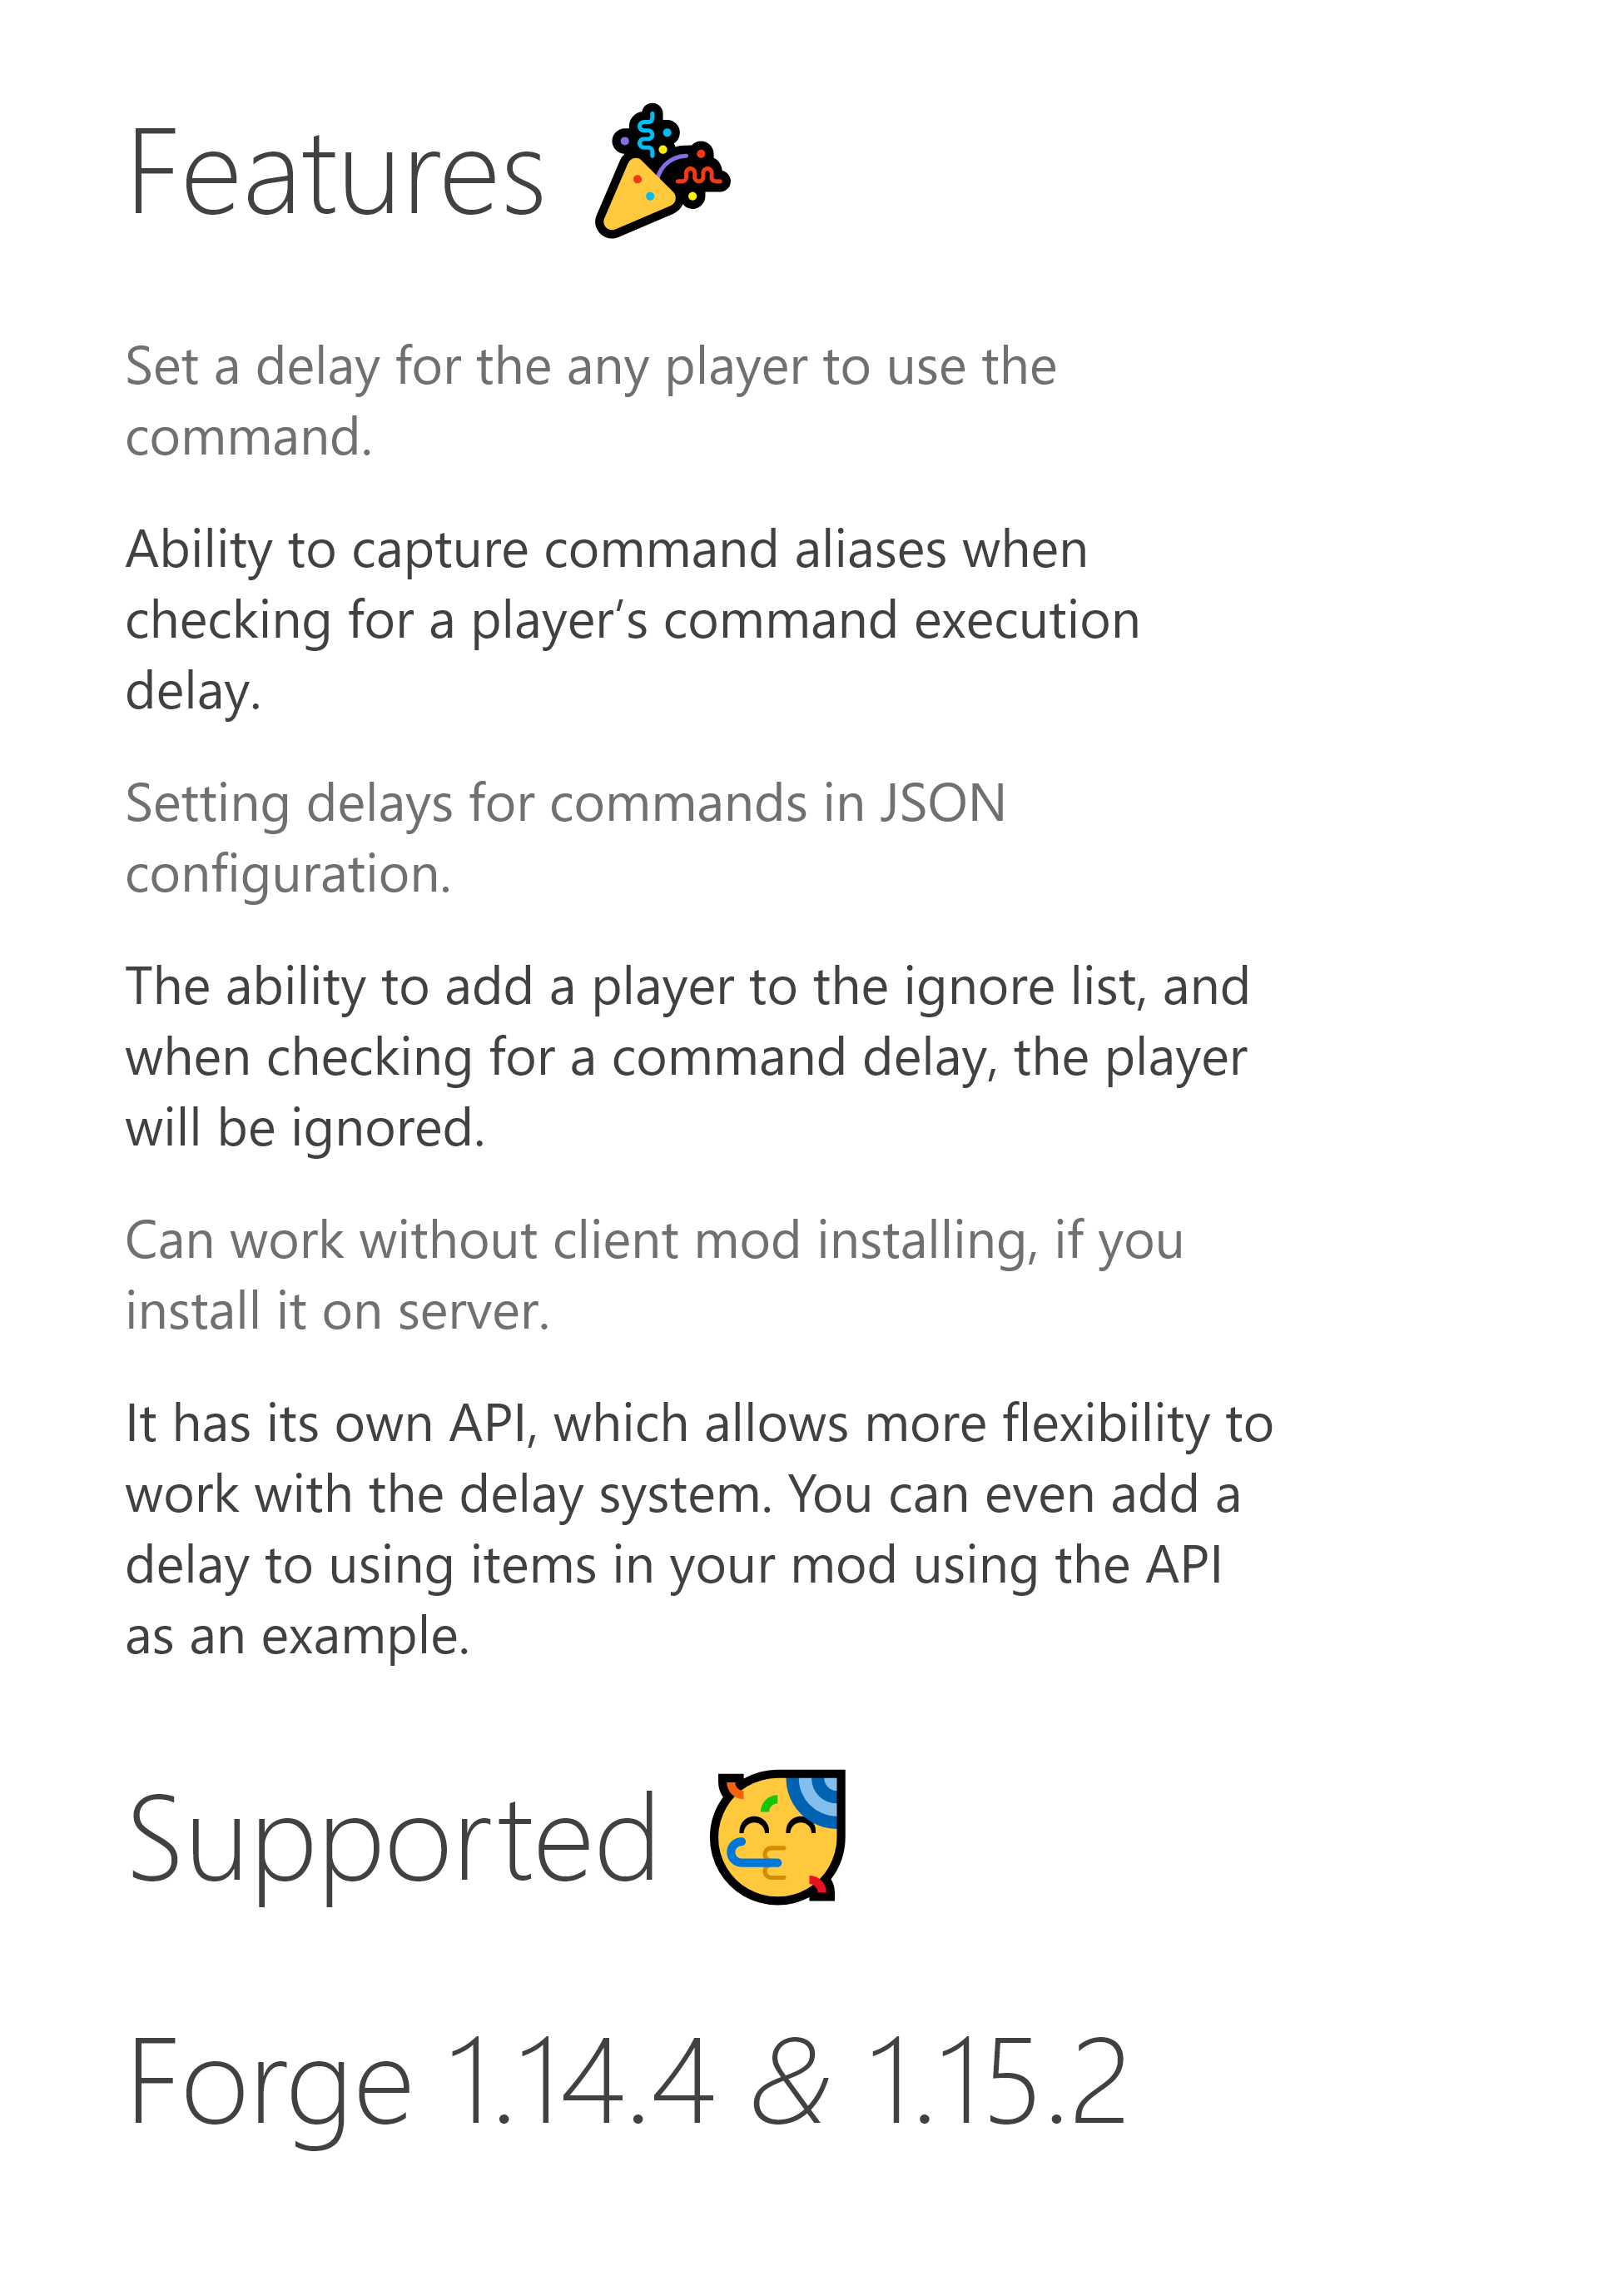 Features 🎉
Set a delay for the any player to use the
command.
Ability to capture command aliases when
checking for a player’s command execution
delay.
Setting delays for commands in JSON
configuration.
The ability to add a player to the ignore list, and
when checking for a command delay, the player
will be ignored.
Can work without client mod installing, if you
install it on server.
It has its own API, which allows more flexibility to
work with the delay system. You can even add a
delay to using items in your mod using the API
as an example.
Supported 🥳
Forge 1.14.4 & 1.15.2